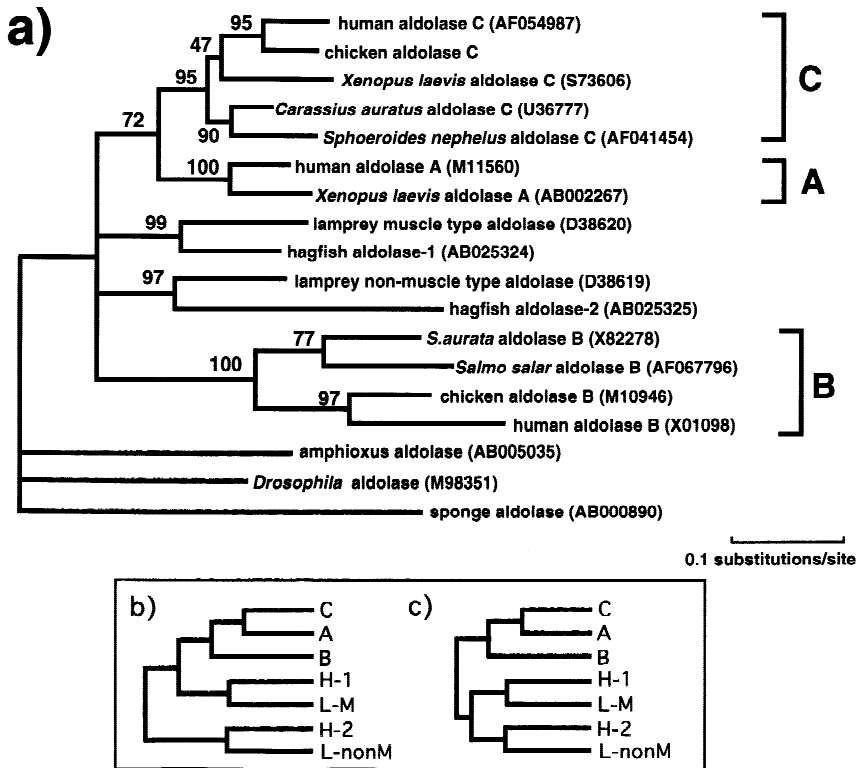 a)
95 human aldolase C (AF054987)
47 chicken aldolase C
95 Xenopus laevis aldolase C (S73606)
C
Carassius auratus aldolase C (U36777)
72
90 Sphoeroides nephelus aldolase C (AF041454)
100 human aldolase A (M11560)
A
Xenopus laevis aldolase A (AB002267)
99 lamprey muscle type aldolase (D38620)
hagfish aldolase-1 (AB025324)
97 lamprey non-muscle type aldolase (D38619)
hagfish aldolase-2 (AB025325)
77 S.aurata aldolase B (X82278)
100 Salmo salar aldolase B (AF067796)
B
97 chicken aldolase B (M10946)
human aldolase B (X01098)
amphioxus aldolase (AB005035)
Drosophila aldolase (M98351)
sponge aldolase (AB000890)
0.1 substitutions/site
b)
C
A
B
H-1
L-M
H-2
L-nonM
c)
C
A
B
H-1
L-M
H-2
L-nonM